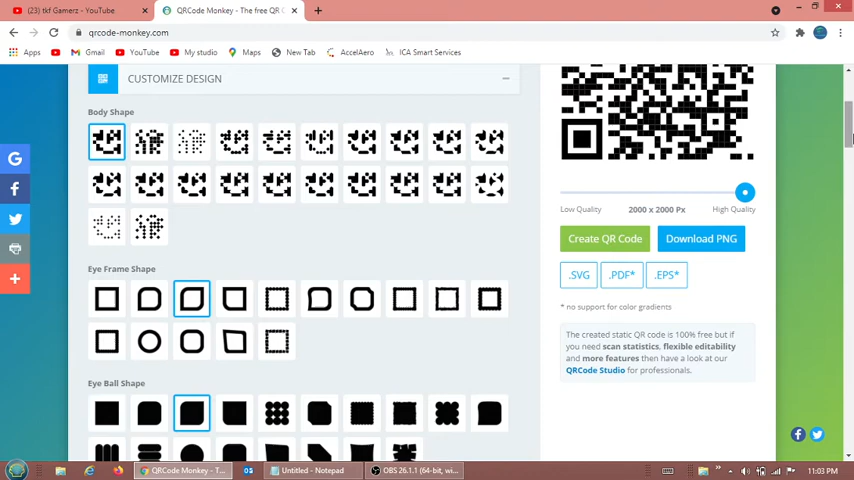 (23) tkf Gamerz - YouTube
QRCode Monkey - The free QR C
qrcode-monkey.com
Apps
Gmail
YouTube
My studio
Maps
New Tab
AccelAero
ICA Smart Services
CUSTOMIZE DESIGN
Body Shape
Eye Frame Shape
Eye Ball Shape
Low Quality
2000 x 2000 Px
High Quality
Create QR Code
Download PNG
.SVG
.PDF*
.EPS*
* no support for color gradients
The created static QR code is 100% free but if
you need scan statistics, flexible editability
and more features then have a look at our
QRCode Studio for professionals.
QRCode Monkey - T...
Untitled - Notepad
OBS 26.1.1 (64-bit, w...
11:03 PM